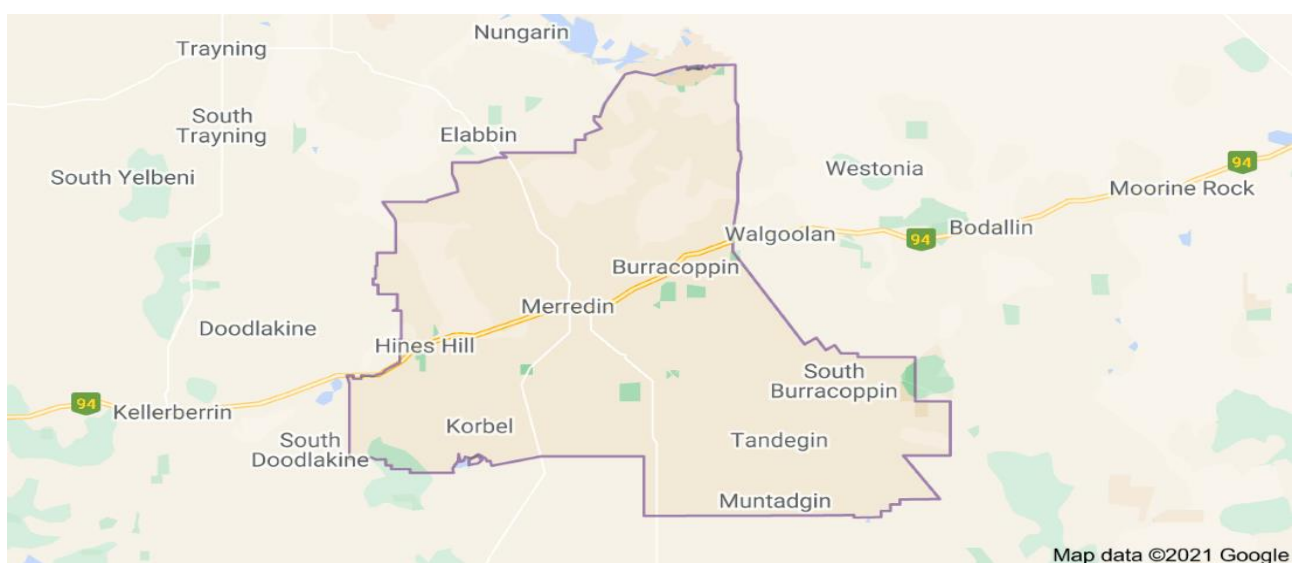 Nungarin
Trayning
South
Trayning
Elabbin
South Yelbeni
Westonia
94
Moorine Rock
Walgoolan
94
Bodallin
Burracoppin
Merredin
Doodlakine
Hines Hill
South
Burracoppin
94
Kellerberrin
Korbel
South
Doodlakine
Tandegin
Muntadgin
Map data ©2021 Google